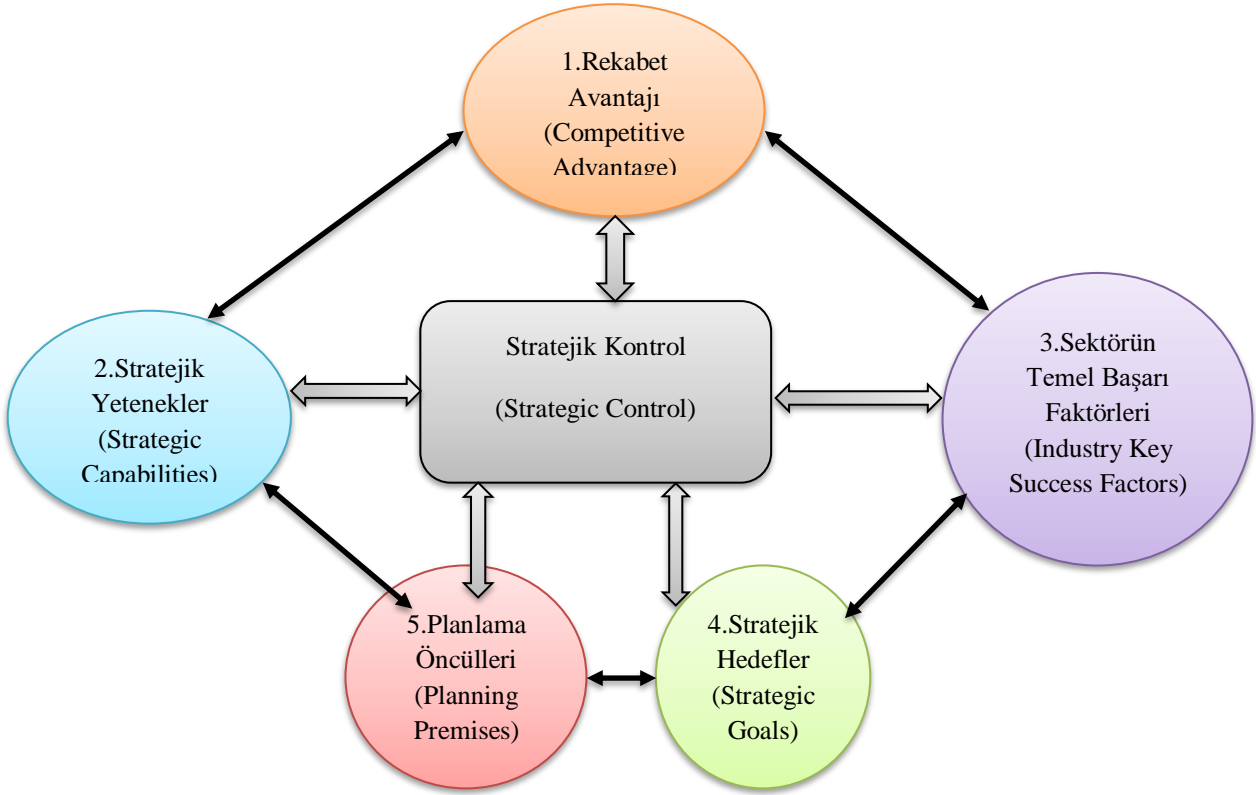 1.Rekabet
Avantajı
(Competitive
Advantage)
Stratejik Kontrol
(Strategic Control)
2.Stratejik
Yetenekler
(Strategic
Capabilities)
3.Sektörün
Temel Başarı
Faktörleri
(Industry Key
Success Factors)
5.Planlama
Öncülleri
(Planning
Premises)
4.Stratejik
Hedefler
(Strategic
Goals)